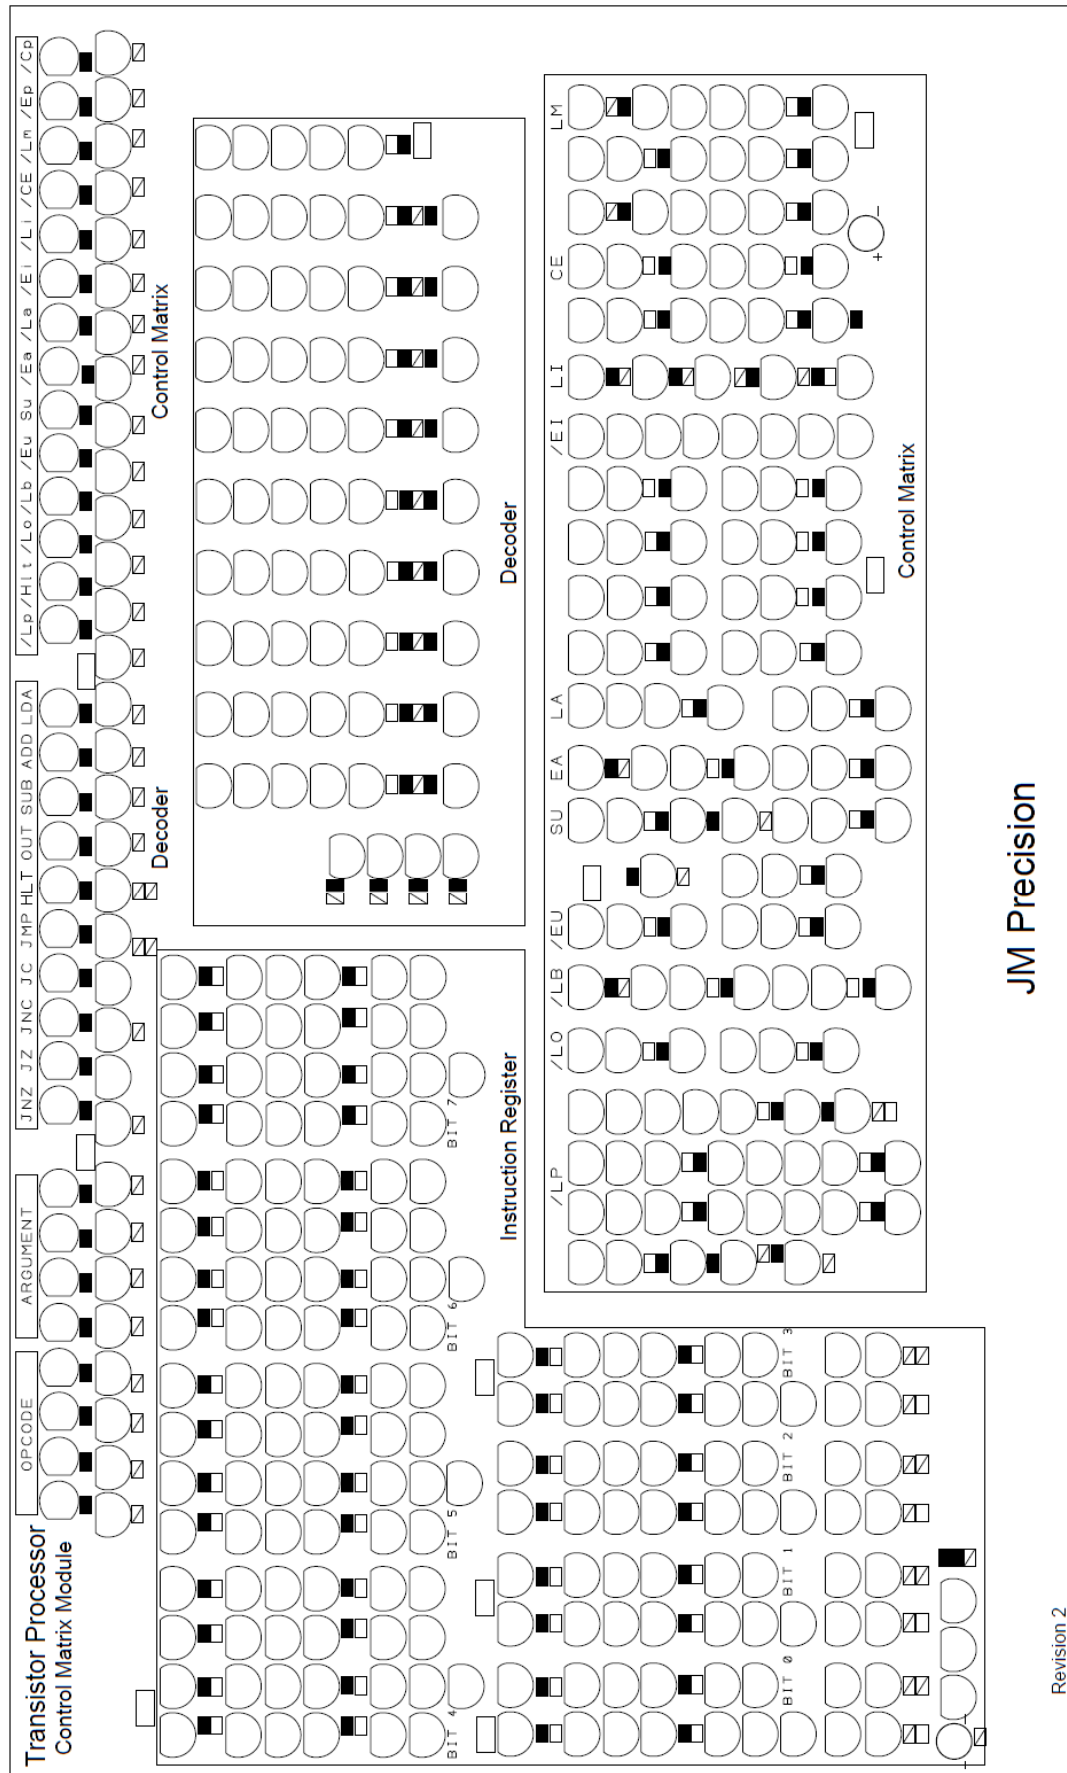 Transistor Processor
Control Matrix Module
OPCODE
ARGUMENT
JNZ JZ JNC JC JMP HLT OUT SUB ADD LDA
/Lp /Hlt /Lo /Lb /Eu Su /Ea /La /Ei /Li /CE /Lm /Ep /Cp
Decoder
Control Matrix
BIT 4
BIT 5
BIT 6
BIT 7
Instruction Register
Decoder
BIT 0
BIT 1
BIT 2
BIT 3
/LP
/LO
/LB
/EU
SU
EA
LA
/EI
LI
CE
LM
+
-
Control Matrix
JM Precision
Revision 2